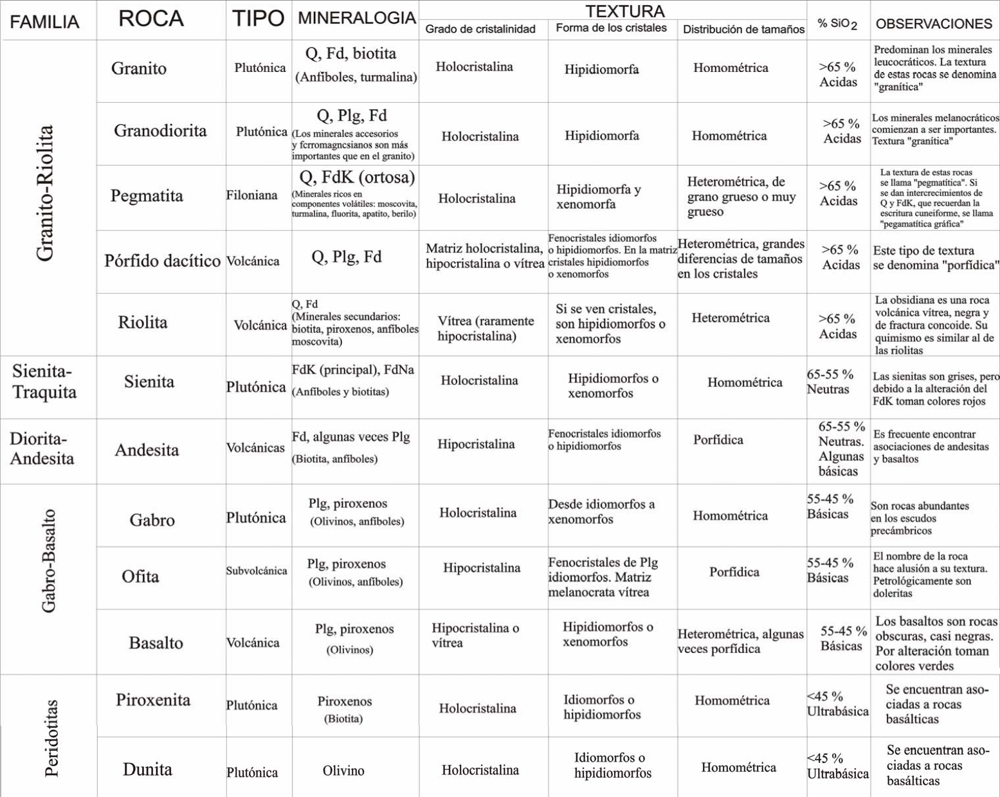 FAMILIA
ROCA
TIPO
MINERALOGIA
TEXTURA
Grado de cristalinidad
Forma de los cristales
Distribución de tamaños
% SiO2
OBSERVACIONES
Granito-Riolita
Granito
Plutónica
Q, Fd, biotita
(Anfíboles, turmalina)
Holocristalina
Hipidiomorfa
Homométrica
>65 %
Acidas
Predominan los minerales
leucocráticos. La textura
de estas rocas se denomina
"granítica"
Granodiorita
Plutónica
Q, Plg, Fd
(Los minerales accesorios
y ferromagnesianos son más
importantes que en el granito)
Holocristalina
Hipidiomorfa
Homométrica
>65 %
Acidas
Los minerales melanocráticos
comienzan a ser importantes.
Textura "granítica"
Pegmatita
Filoniana
Q, FdK (ortosa)
(Minerales ricos en
componentes volátiles: moscovita,
turmalina, fluorita, apatito, berilo)
Holocristalina
Hipidiomorfa y
xenomorfa
Heterométrica, de
grano grueso o muy
grueso
>65 %
Acidas
La textura de estas rocas
se llama "pegmatítica". Si
se dan intercrecimientos de
Q y FdK, que recuerdan la
escritura cuneiforme, se llama
"pegamatítica gráfica"
Pórfido dacítico
Volcánica
Q, Plg, Fd
Matriz holocristalina,
hipocristalina o vítrea
Fenocristales idiomorfos
o hipidiomorfos. En la matriz
cristales hipidiomorfos
o xenomorfos
Heterométrica, grandes
diferencias de tamaños
en los cristales
>65 %
Acidas
Este tipo de textura
se denomina "porfídica"
Riolita
Volcánica
Q, Fd
(Minerales secundarios:
biotita, piroxenos, anfíboles
moscovita)
Vítrea (raramente
hipocristalina)
Si se ven cristales,
son hipidiomorfos o
xenomorfos
Heterométrica
>65 %
Acidas
La obsidiana es una roca
volcánica vítrea, negra y
de fractura concoide. Su
quimismo es similar al de
las riolitas
Sienita-
Traquita
Sienita
Plutónica
FdK (principal), FdNa
(Anfíboles y biotitas)
Holocristalina
Hipidiomorfos o
xenomorfos
Homométrica
65-55 %
Neutras
Las sienitas son grises, pero
debido a la alteración del
FdK toman colores rojos
Diorita-
Andesita
Andesita
Volcánicas
Fd, algunas veces Plg
(Biotita, anfíboles)
Hipocristalina
Fenocristales idiomorfos
o hipidiomorfos
Porfídica
65-55 %
Neutras.
Algunas
básicas
Es frecuente encontrar
asociaciones de andesitas
y basaltos
Gabro-Basalto
Gabro
Plutónica
Plg, piroxenos
(Olivinos, anfíboles)
Holocristalina
Desde idiomorfos a
xenomorfos
Homométrica
55-45 %
Básicas
Son rocas abundantes
en los escudos
precámbricos
Ofita
Subvolcánica
Plg, piroxenos
(Olivinos, anfíboles)
Hipocristalina
Fenocristales de Plg
idiomorfos. Matriz
melanocrata vítrea
Porfídica
55-45 %
Básicas
El nombre de la roca
hace alusión a su textura.
Petrológicamente son
doleritas
Basalto
Volcánica
Plg, piroxenos
(Olivinos)
Hipocristalina o
vítrea
Hipidiomorfos o
xenomorfos
Heterométrica, algunas
veces porfídica
55-45 %
Básicas
Los basaltos son rocas
obscuras, casi negras.
Por alteración toman
colores verdes
Peridotitas
Piroxenita
Plutónica
Piroxenos
(Biotita)
Holocristalina
Idiomorfos o
hipidiomorfos
Homométrica
<45 %
Ultrabásica
Se encuentran aso-
ciadas a rocas
basálticas
Dunita
Plutónica
Olivino
Holocristalina
Idiomorfos o
hipidiomorfos
Homométrica
<45 %
Ultrabásica
Se encuentran aso-
ciadas a rocas
basálticas